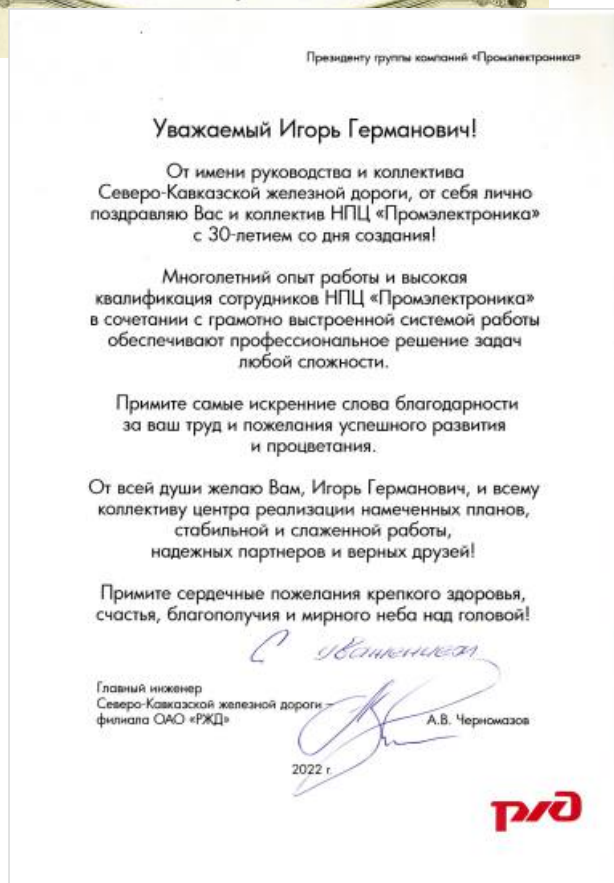 Президенту группы компаний «Промэлектроника»
Уважаемый Игорь Германович!
От имени руководства и коллектива
Северо-Кавказской железной дороги, от себя лично
поздравляю Вас и коллектив НПЦ «Промэлектроника»
с 30-летием со дня создания!
Многолетний опыт работы и высокая
квалификация сотрудников НПЦ «Промэлектроника»
в сочетании с грамотно выстроенной системой работы
обеспечивают профессиональное решение задач
любой сложности.
Примите самые искренние слова благодарности
за ваш труд и пожелания успешного развития
и процветания.
От всей души желаю Вам, Игорь Германович, и всему
коллективу центра реализации намеченных планов,
стабильной и слаженной работы,
надежных партнеров и верных друзей!
Примите сердечные пожелания крепкого здоровья,
счастья, благополучия и мирного неба над головой!
С уважением
Главный инженер
Северо-Кавказской железной дороги –
филиала ОАО «РЖД»
А.В. Черномазов
2022 г.
РЖД